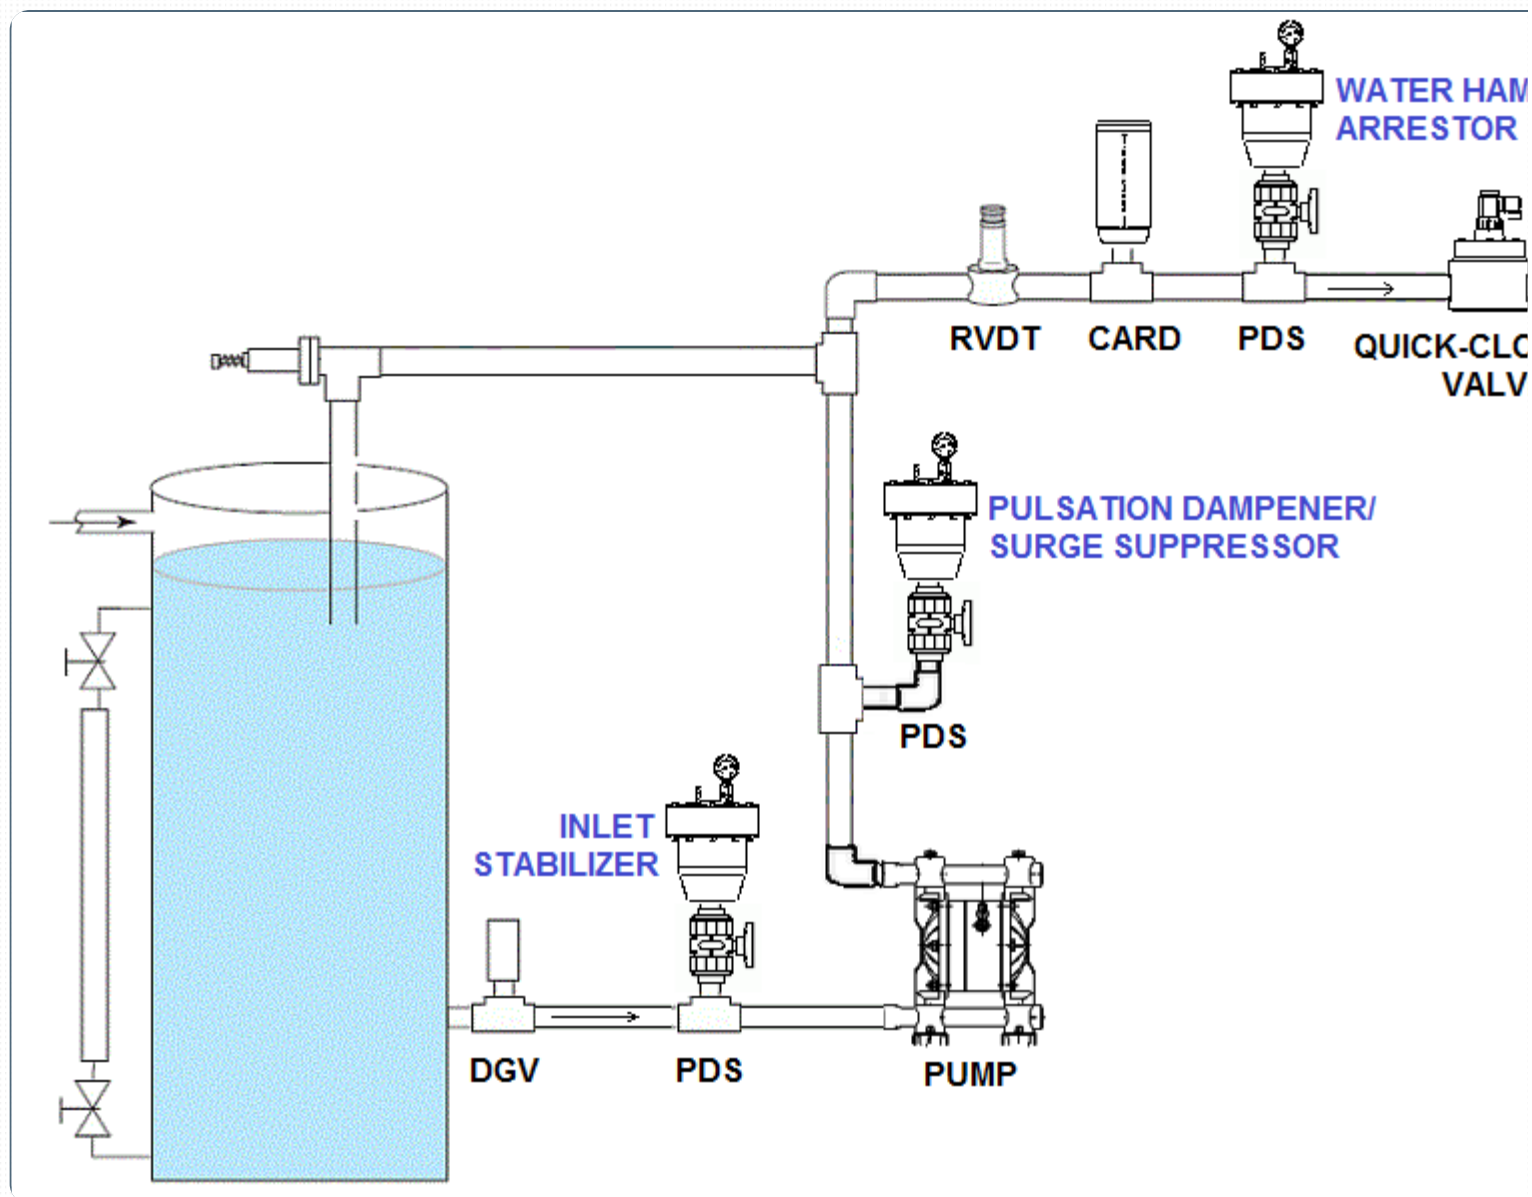 WATER HAM
ARRESTOR
RVDT
CARD
PDS
QUICK-CLO
VALV
PULSATION DAMPENER/
SURGE SUPPRESSOR
PDS
INLET
STABILIZER
DGV
PDS
PUMP